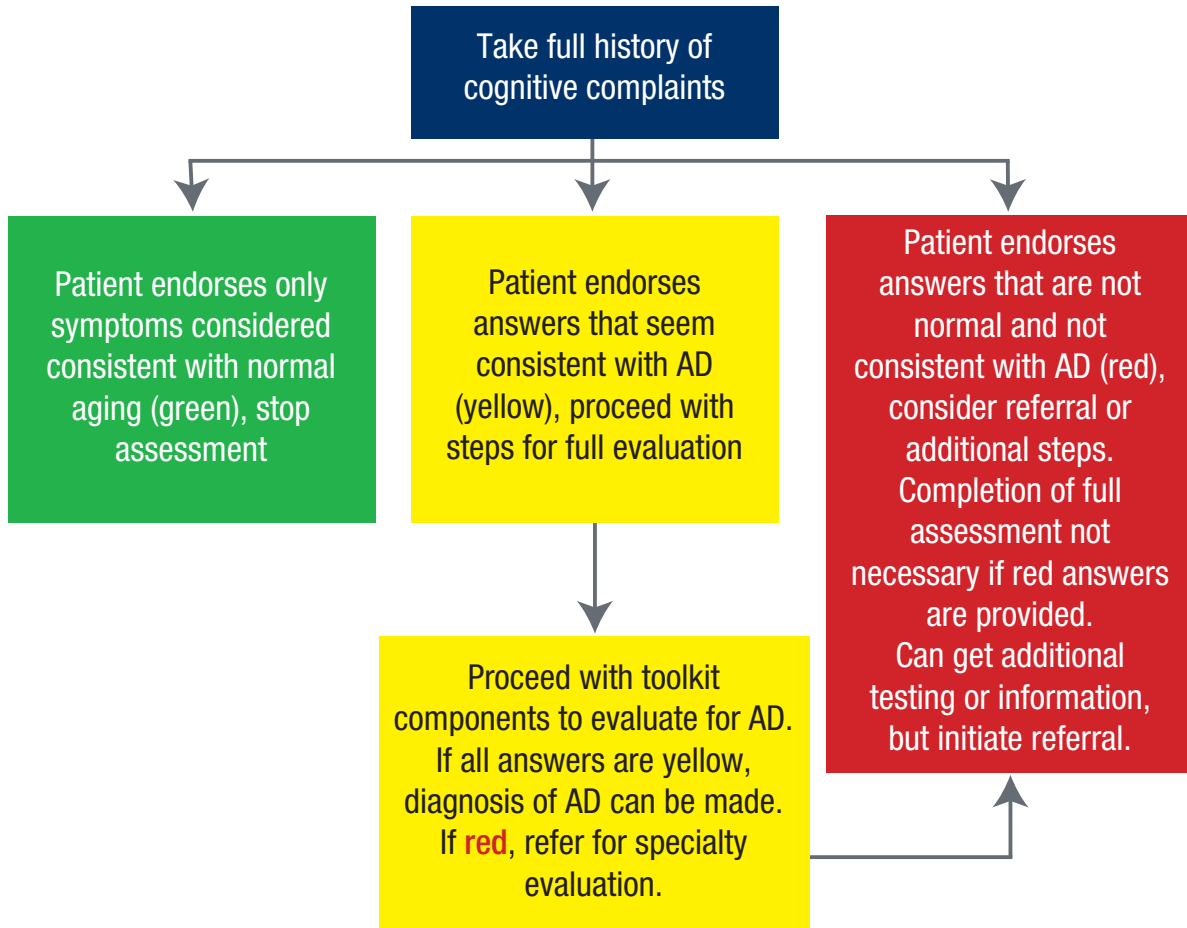 Take full history of
cognitive complaints
Patient endorses only
symptoms considered
consistent with normal
aging (green), stop
assessment
Patient endorses
answers that seem
consistent with AD
(yellow), proceed with
steps for full evaluation
Patient endorses
answers that are not
normal and not
consistent with AD (red),
consider referral or
additional steps.
Completion of full
assessment not
necessary if red answers
are provided.
Can get additional
testing or information,
but initiate referral.
Proceed with toolkit
components to evaluate for AD.
If all answers are yellow,
diagnosis of AD can be made.
If red, refer for specialty
evaluation.